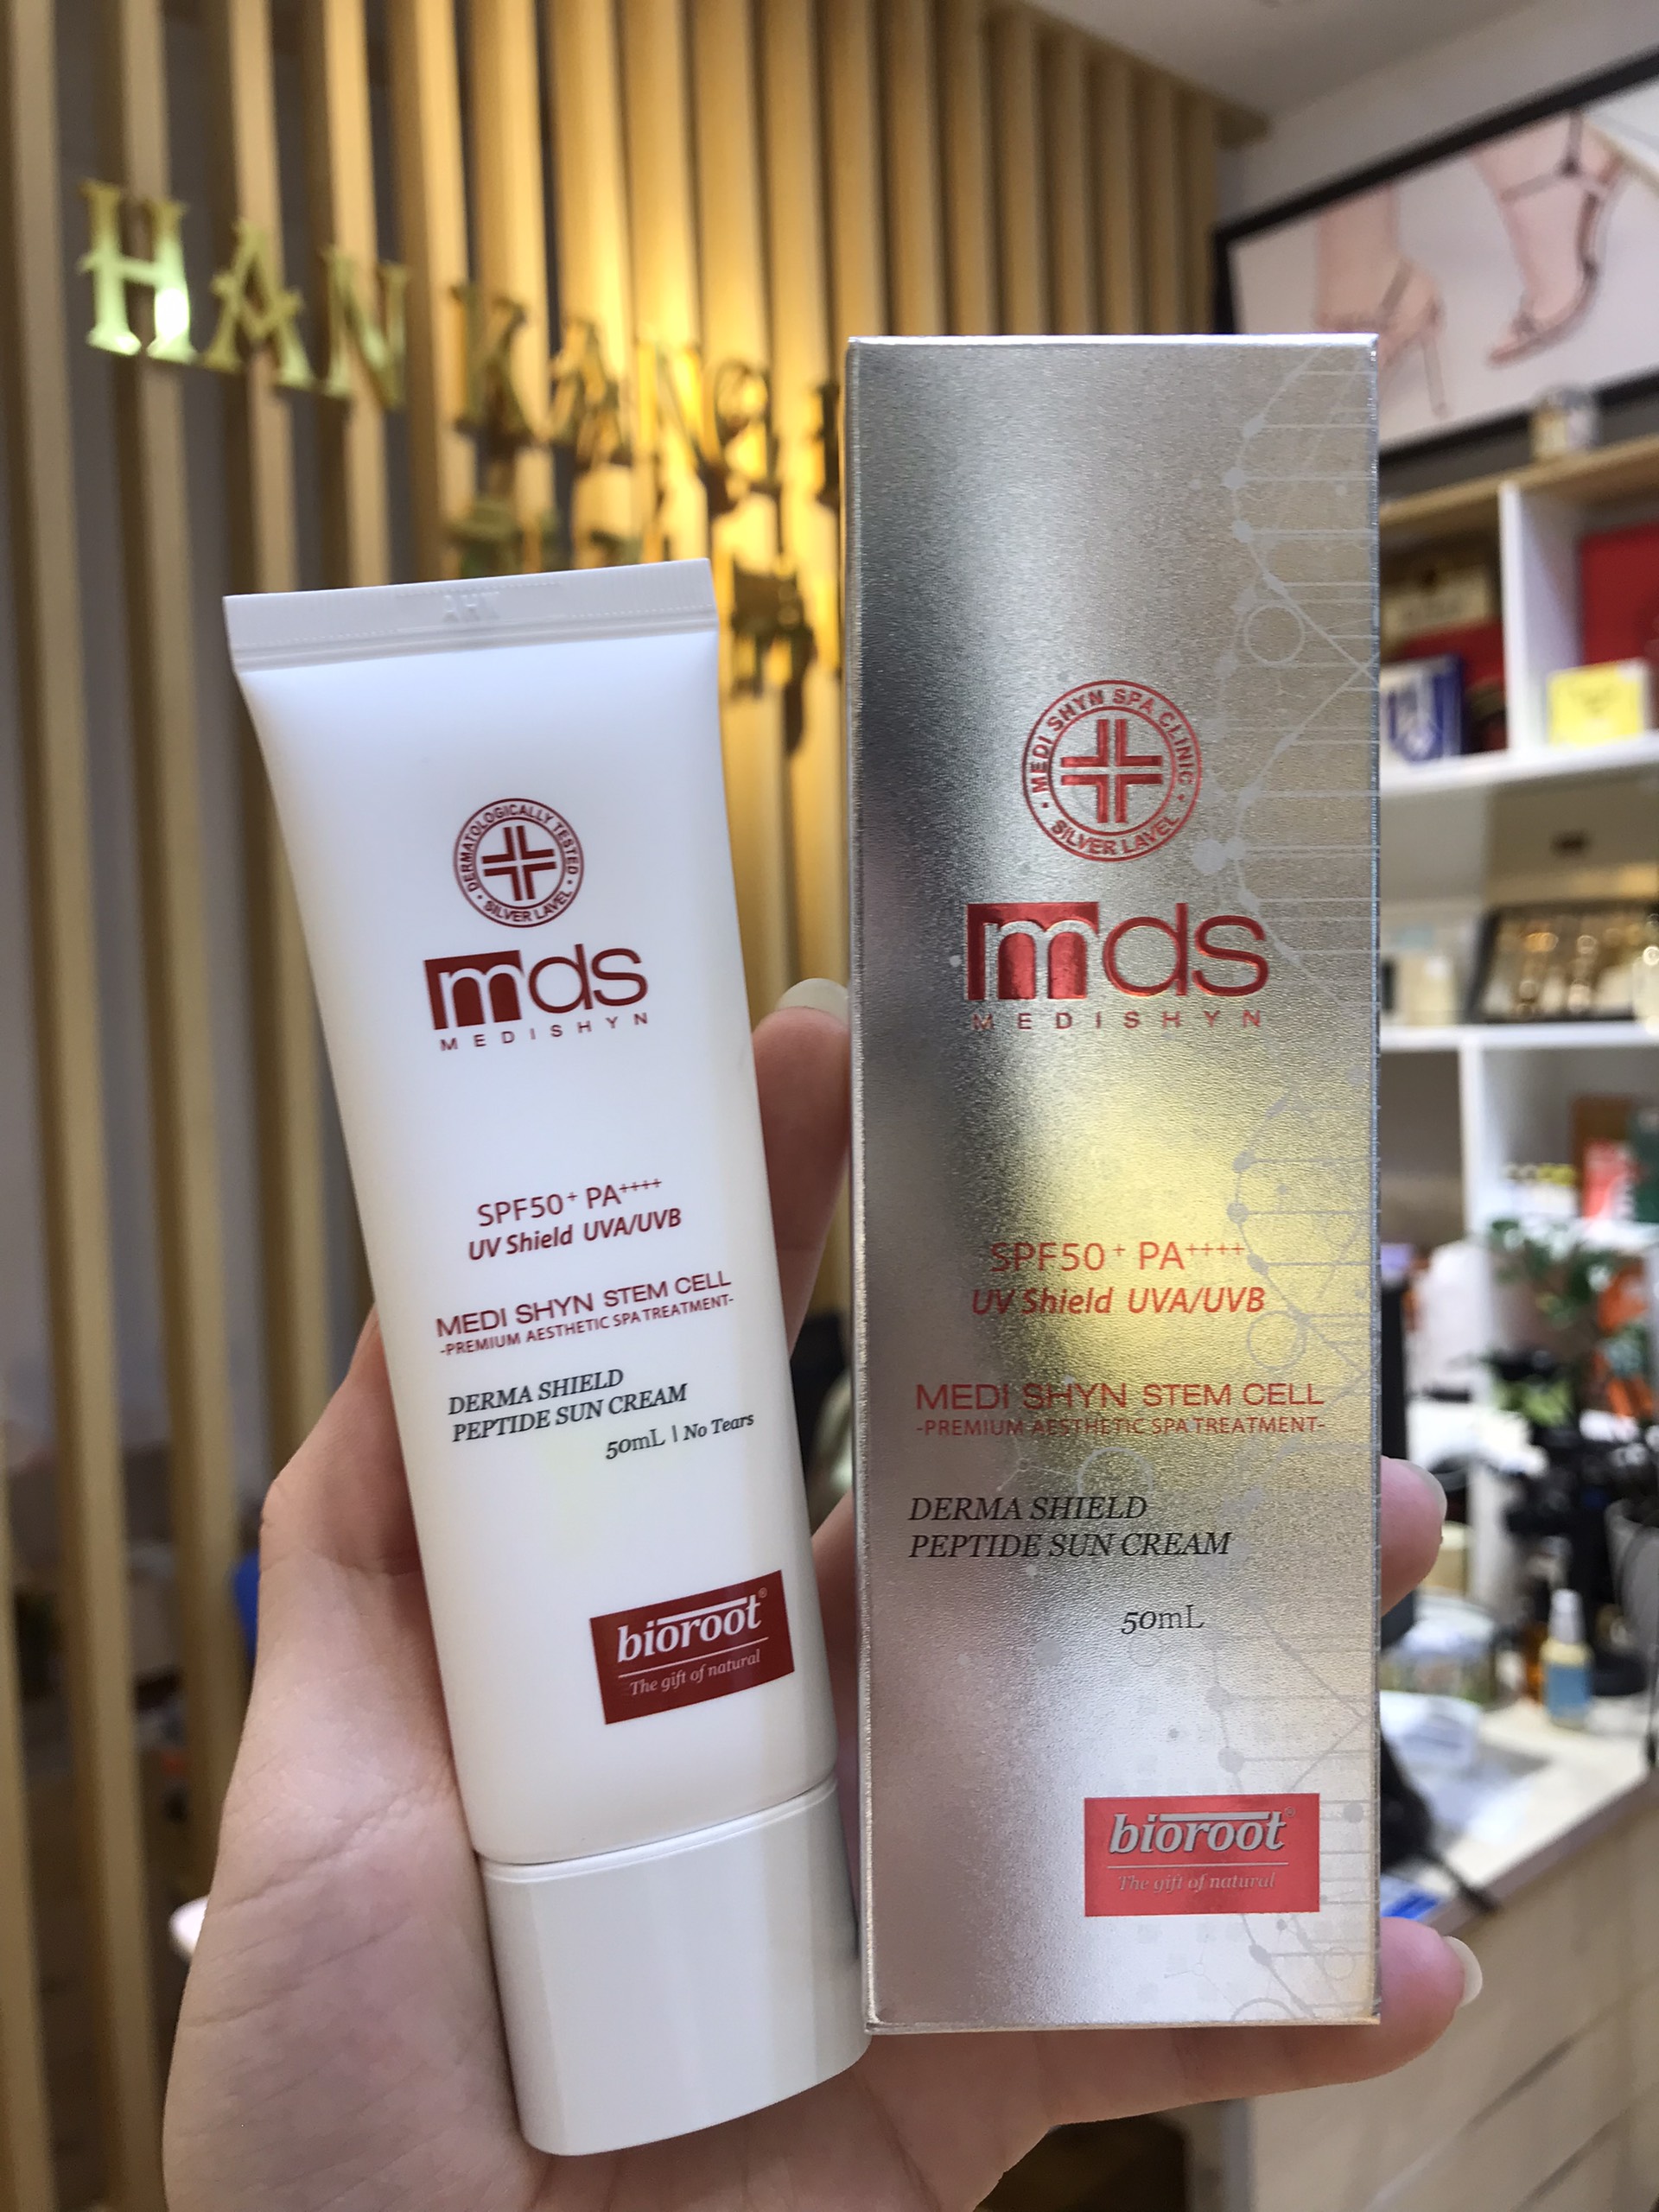 HAN KANG
AHX
DERMATOLOGICALLY TESTED
SILVER LAVEL
mds
MEDISHYN
SPF50+ PA++++
UV Shield UVA/UVB
MEDI SHYN STEM CELL
-PREMIUM AESTHETIC SPA TREATMENT-
DERMA SHIELD
PEPTIDE SUN CREAM
50mL | No Tears
bioroot®
The gift of natural
MEDI SHYN SPA CLINIC
SILVER LAVEL
mds
MEDISHYN
SPF50+ PA++++
UV Shield UVA/UVB
MEDI SHYN STEM CELL
-PREMIUM AESTHETIC SPA TREATMENT-
DERMA SHIELD
PEPTIDE SUN CREAM
50mL
bioroot®
The gift of natural